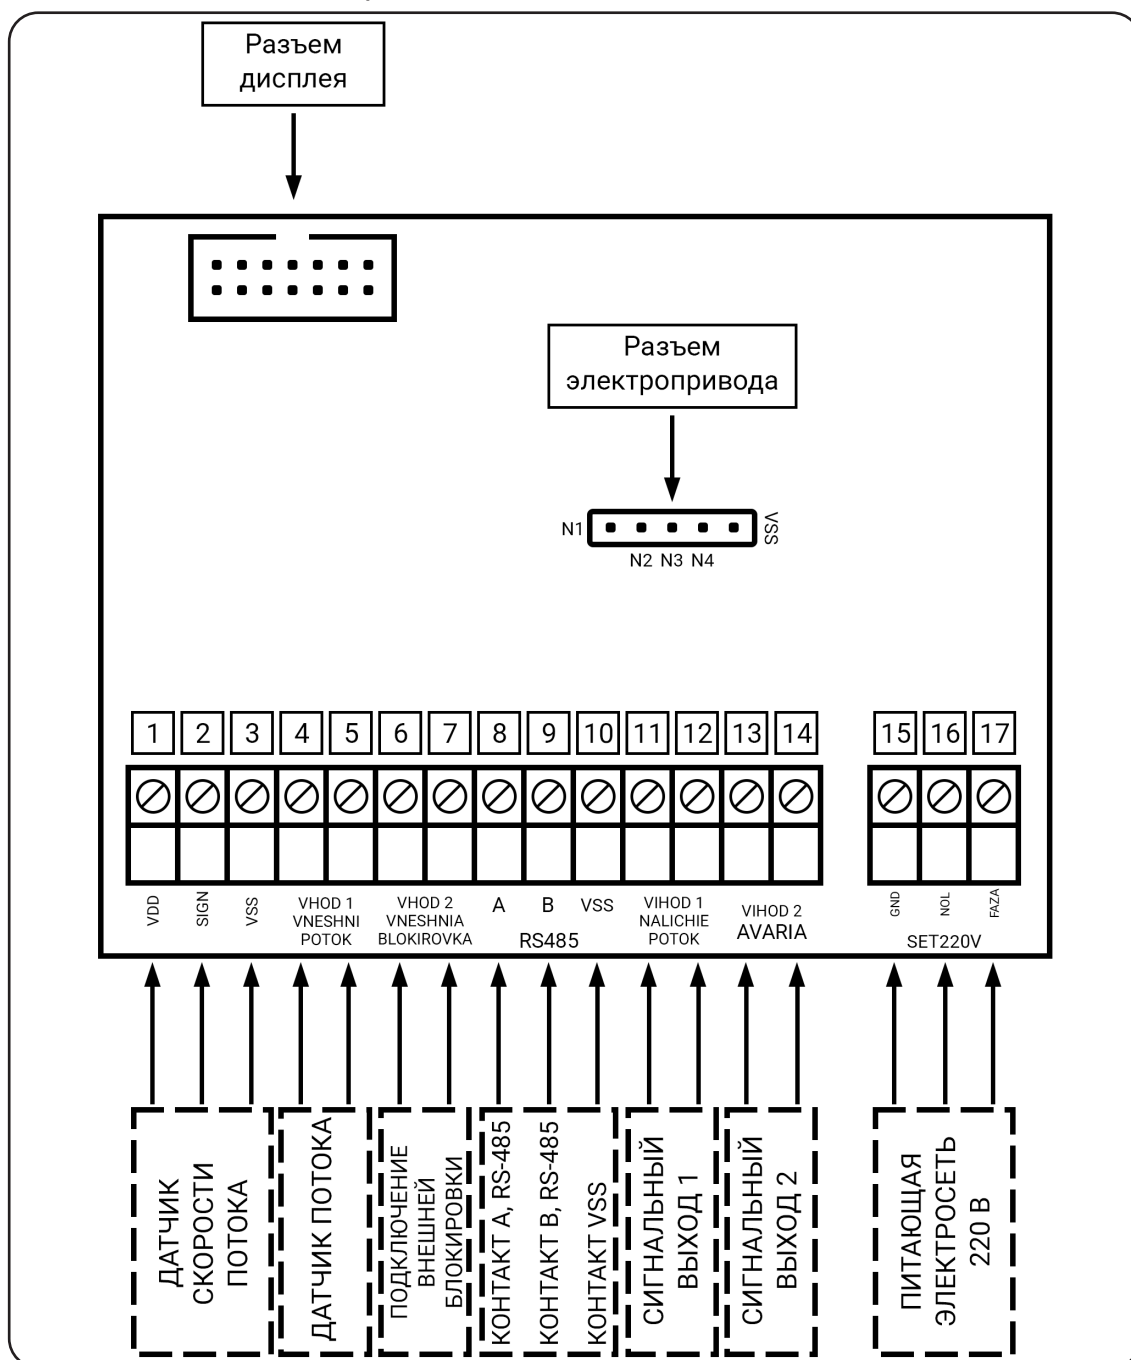 Разъем
дисплея
Разъем
электропривода
N1
VSS
N2 N3 N4
1 2 3 4 5 6 7 8 9 10 11 12 13 14 15 16 17
VDD
SIGN
VSS
VHOD 1
VNESHNI
POTOK
VHOD 2
VNESHNIA
BLOKIROVKA
A B VSS
RS485
VIHOD 1
NALICHIE
POTOK
VIHOD 2
AVARIA
GND
NOL
FAZA
SET220V
ДАТЧИК
СКОРОСТИ
ПОТОКА
ДАТЧИК ПОТОКА
ПОДКЛЮЧЕНИЕ
ВНЕШНЕЙ
БЛОКИРОВКИ
КОНТАКТ A, RS-485
КОНТАКТ B, RS-485
КОНТАКТ VSS
СИГНАЛЬНЫЙ
ВЫХОД 1
СИГНАЛЬНЫЙ
ВЫХОД 2
ПИТАЮЩАЯ
ЭЛЕКТРОСЕТЬ
220 В